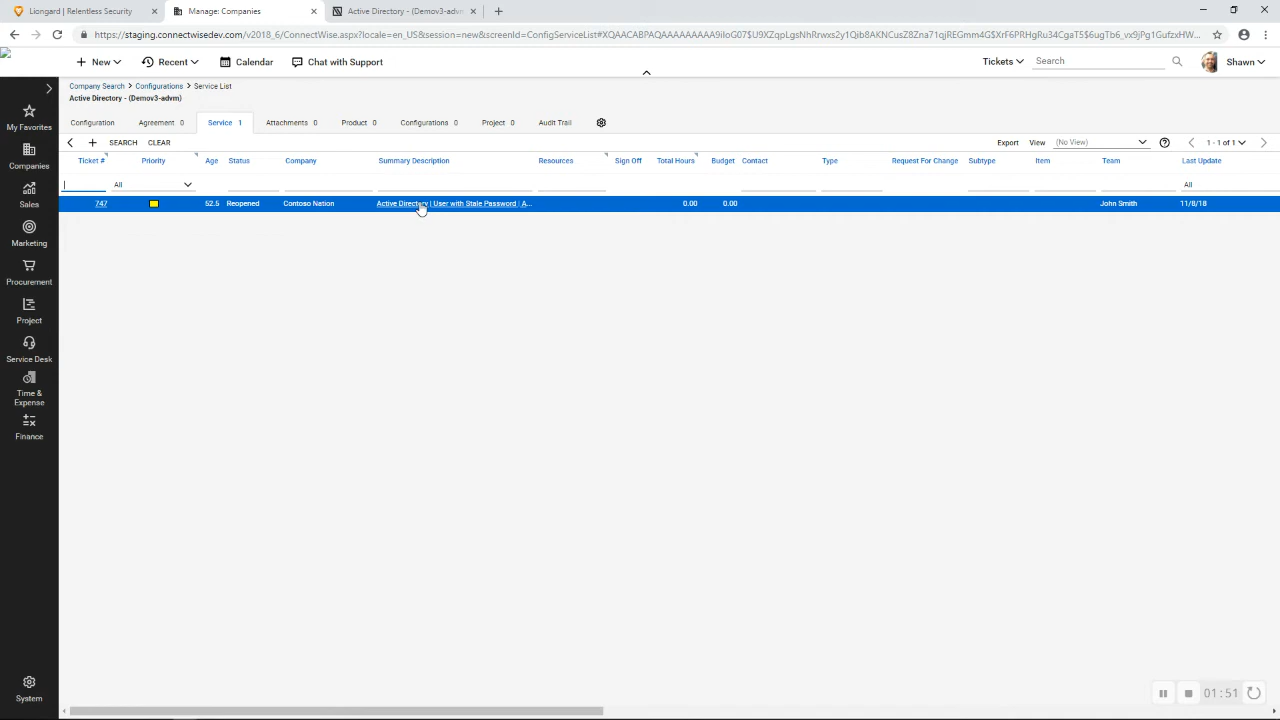 Liongard | Relentless Security
Manage: Companies
Active Directory - (Demov3-adv
https://staging.connectwisedev.com/v2018_6/ConnectWise.aspx?locale=en_US&session=new&screenId=ConfigServiceList#
New
Recent
Calendar
Chat with Support
Tickets
Search
Shawn
Company Search > Configurations > Service List
Active Directory - (Demov3-advm)
My Favorites
Companies
Sales
Marketing
Procurement
Project
Service Desk
Time & Expense
Finance
System
Configuration
Agreement 0
Service 1
Attachments 0
Product 0
Configurations 0
Project 0
Audit Trail
SEARCH
CLEAR
Export
View
(No View)
1 - 1 of 1
Ticket # Priority Age Status Company Summary Description Resources Sign Off Total Hours Budget Contact Type Request For Change Subtype Item Team Last Update
All All
747 52.5 Reopened Contoso Nation Active Directory | User with Stale Password | A... 0.00 0.00 John Smith 11/8/18
01:51